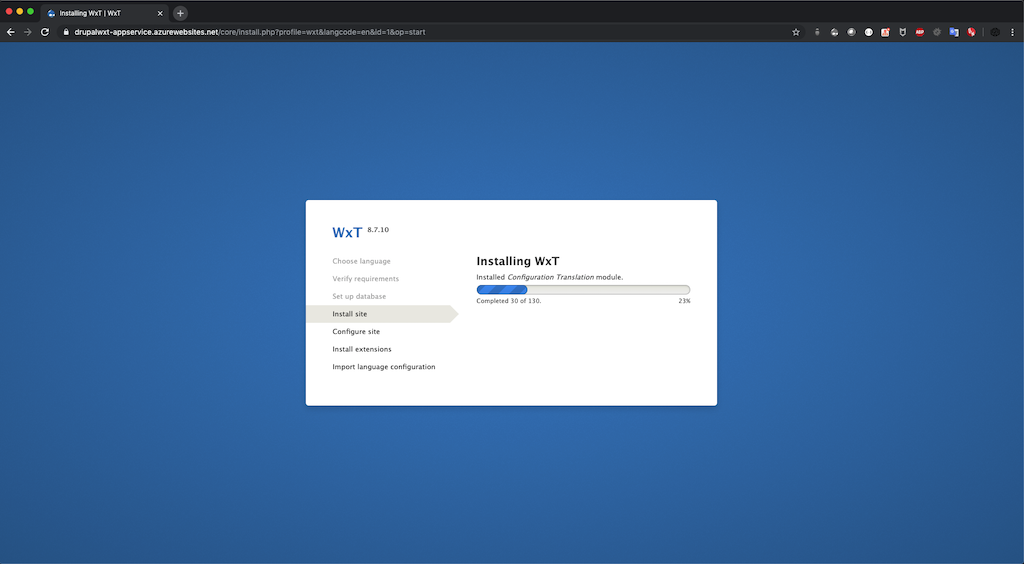 Installing WxT | WxT
drupalwxt-appservice.azurewebsites.net/core/install.php?profile=wxt&langcode=en&id=1&op=start
ABP
WxT 8.7.10
Choose language
Verify requirements
Set up database
Install site
Configure site
Install extensions
Import language configuration
Installing WxT
Installed Configuration Translation module.
Completed 30 of 130.
23%